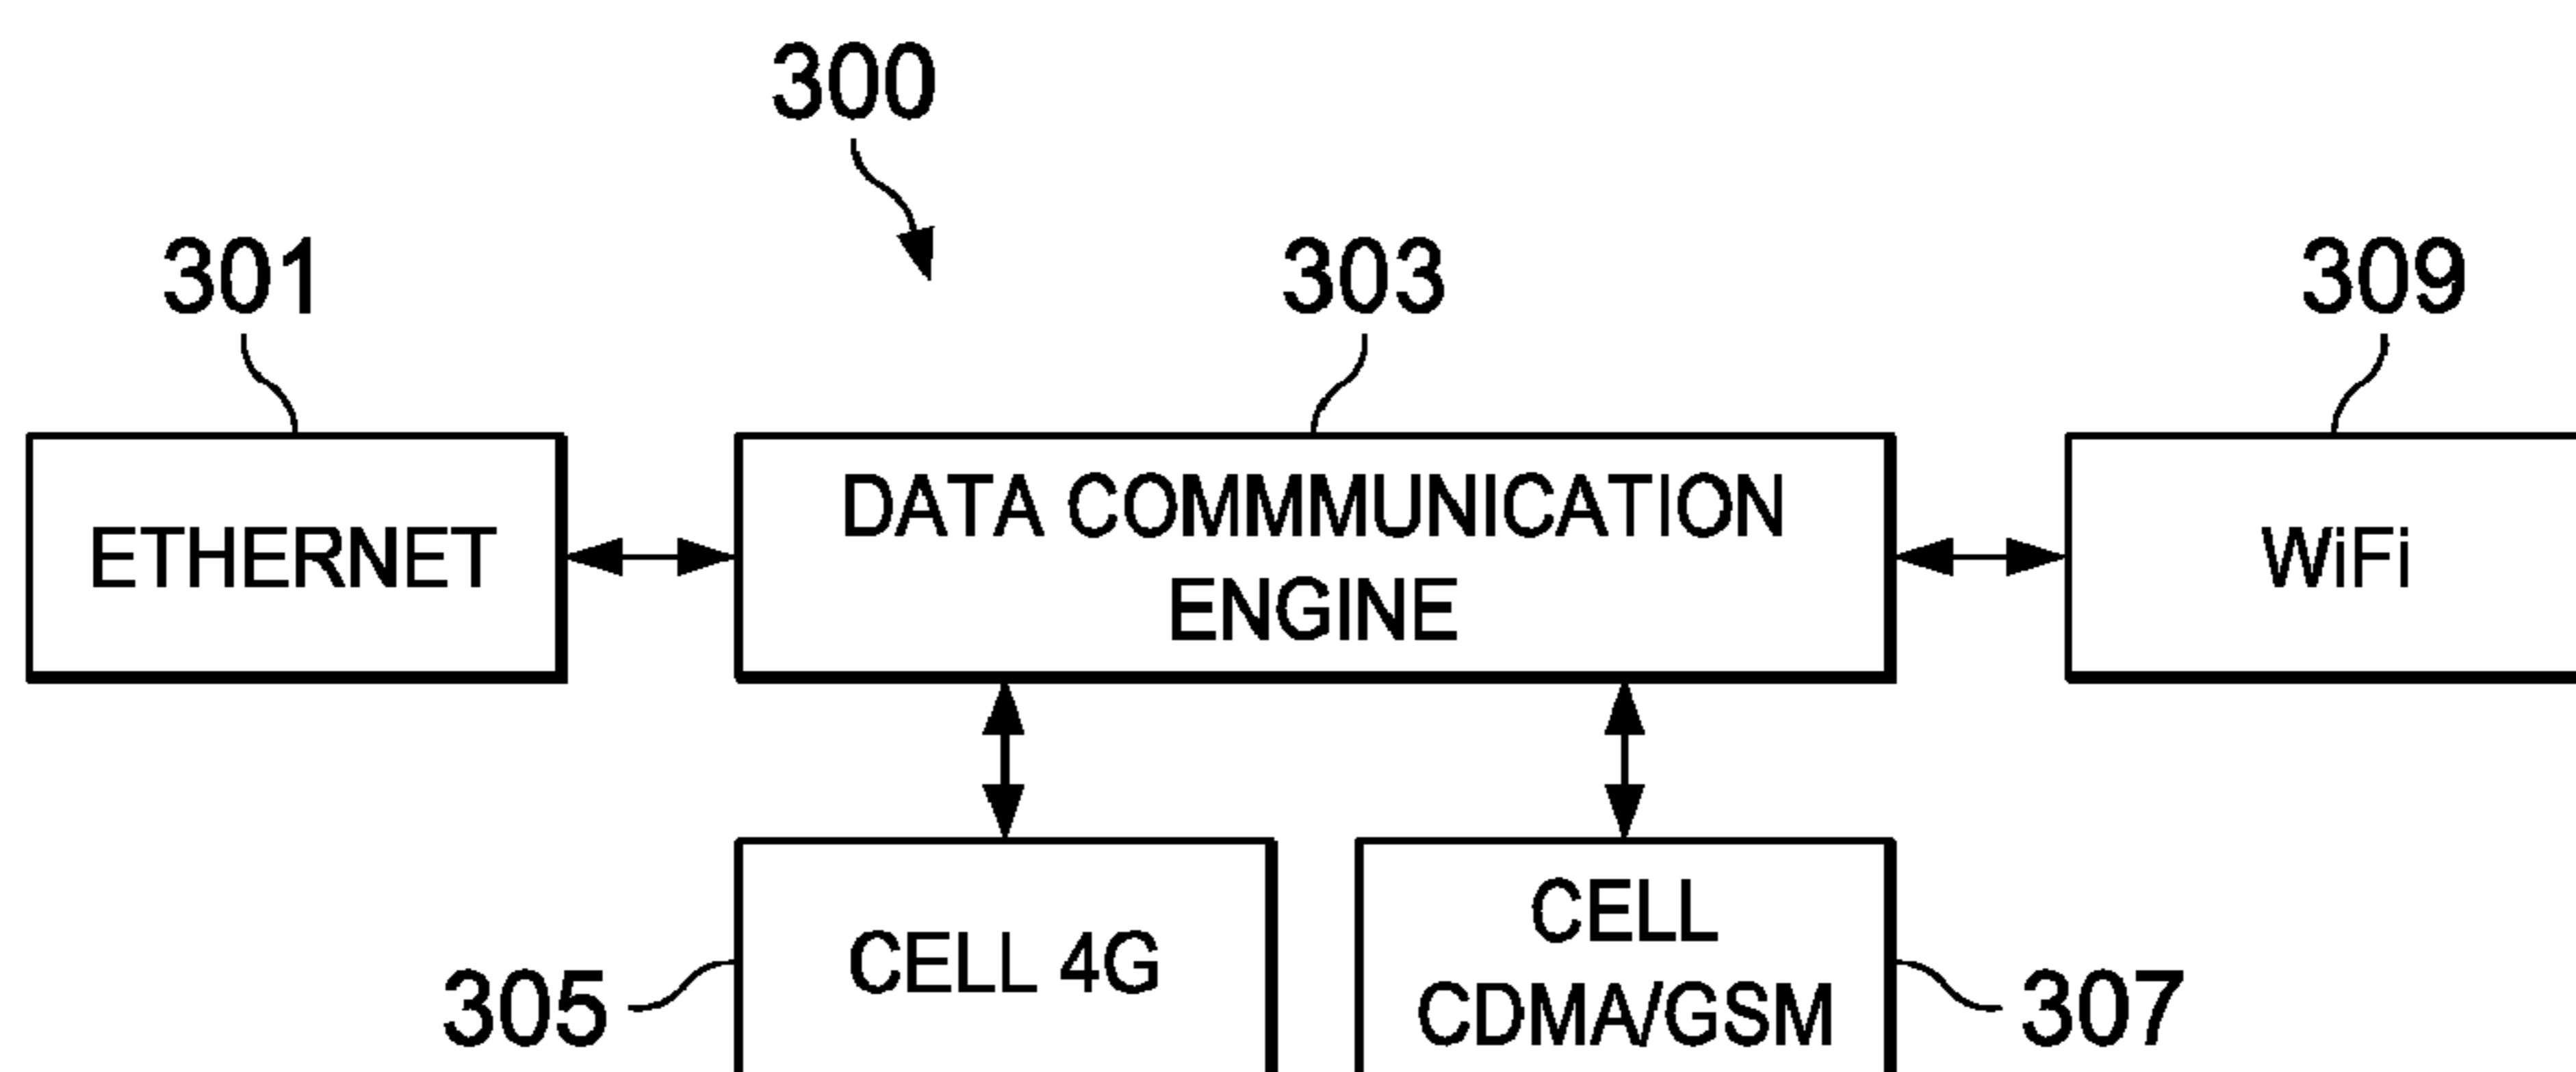 300
301
303
309
ETHERNET
DATA COMMMUNICATION
ENGINE
WiFi
305
CELL 4G
CELL
CDMA/GSM
307